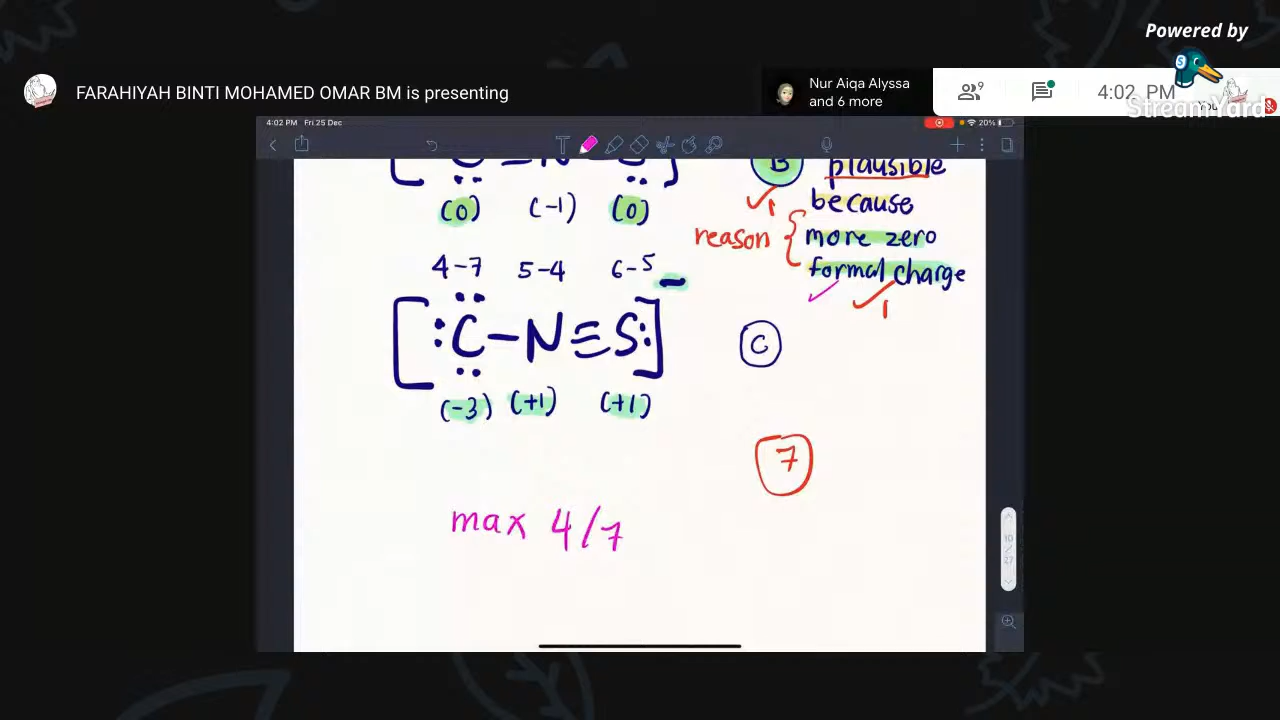 Powered by
FARAHIYAH BINTI MOHAMED OMAR BM is presenting
Nur Aiqa Alyssa
and 6 more
9
4:02 PM
StreamYard
4:02 PM Fri 25 Dec
20%
B plausible
because
(0) (-1) (0)
reason { more zero
formal charge
1
1
4-7 5-4 6-5
[:C̤̈-N≡S:]⁻
C
(-3) (+1) (+1)
7
max 4/7